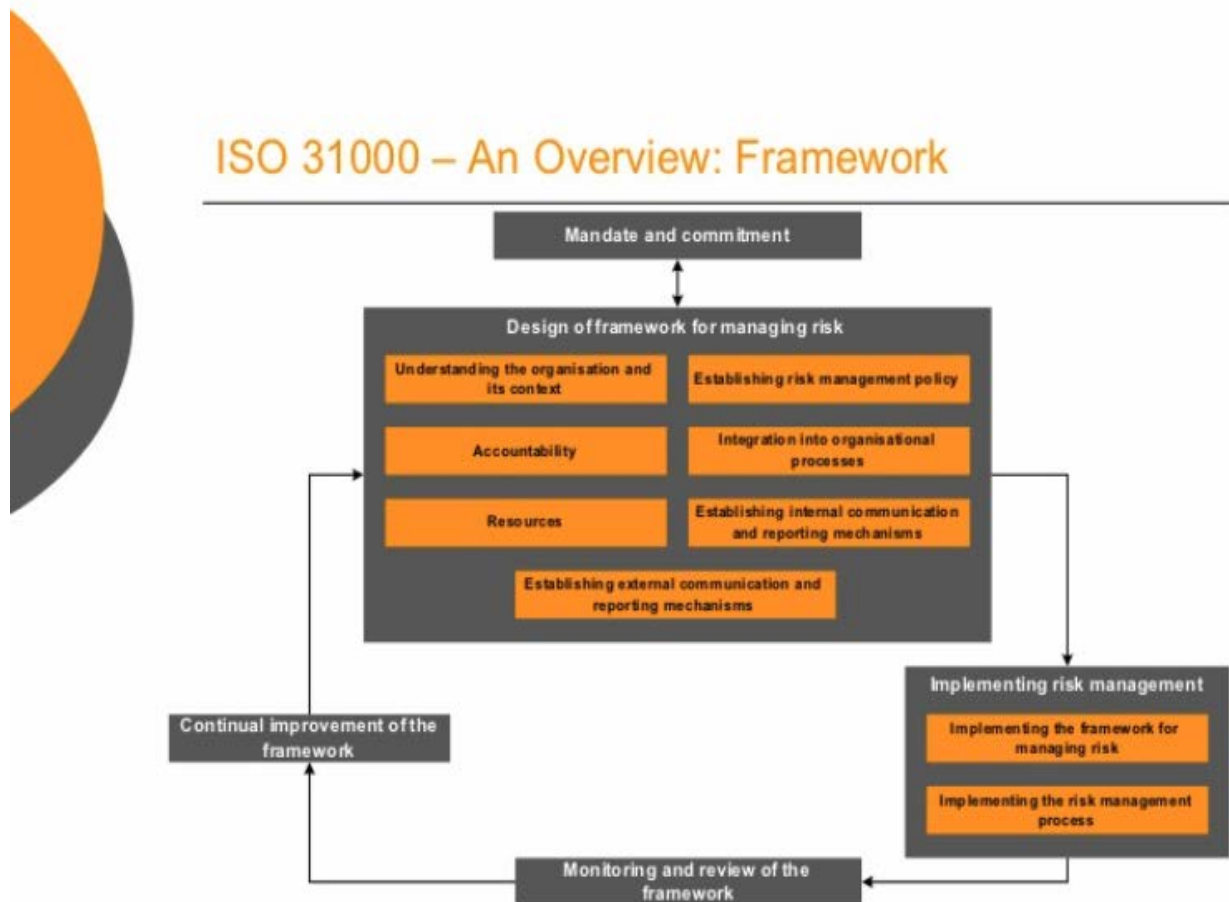 ISO 31000 – An Overview: Framework
Mandate and commitment
Design of framework for managing risk
Understanding the organisation and
its context
Establishing risk management policy
Accountability
Integration into organisational
processes
Resources
Establishing internal communication
and reporting mechanisms
Establishing external communication and
reporting mechanisms
Implementing risk management
Implementing the framework for
managing risk
Implementing the risk management
process
Monitoring and review of the
framework
Continual improvement of the
framework